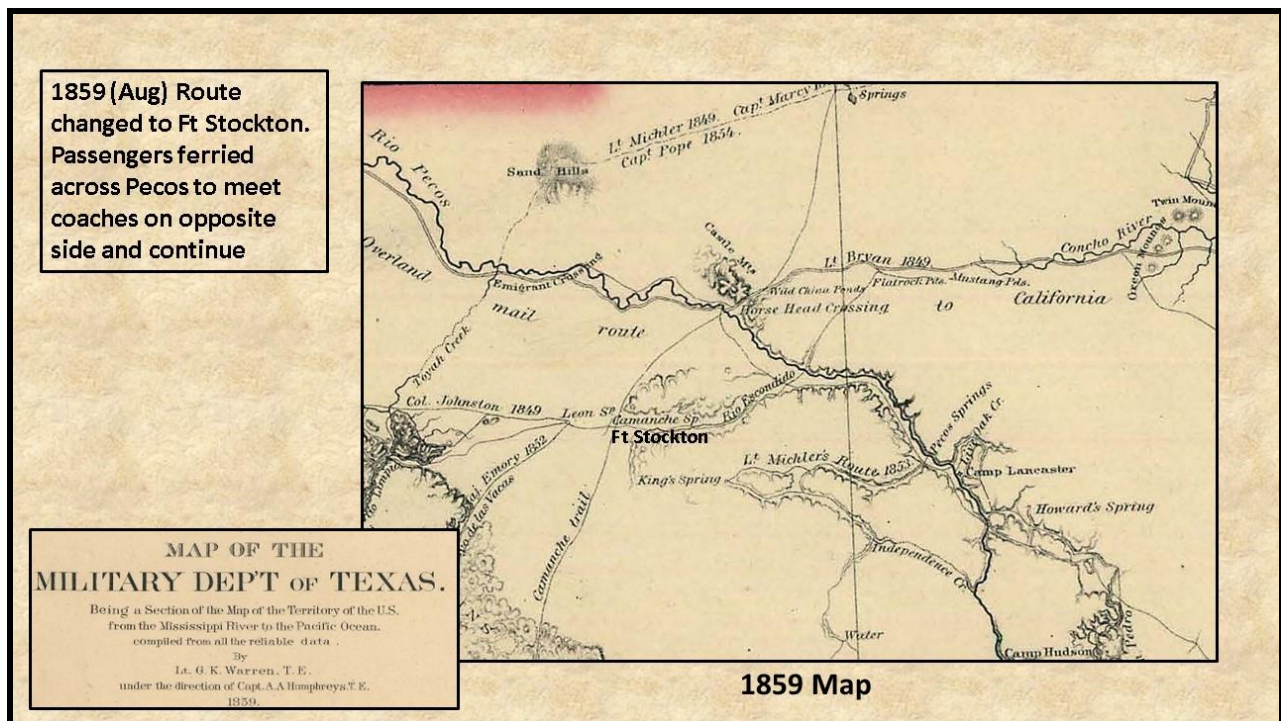 1859 (Aug) Route
changed to Ft Stockton.
Passengers ferried
across Pecos to meet
coaches on opposite
side and continue
Springs
Lt Michler 1849. Capt. Marcy
Capt. Pope 1854.
Sand Hills
Rio Pecos
Twin Moun
Castle Mts
Concho River
Overland
Emigrant Crossing
Lt Bryan 1849
Wild China Ponds
Flatrock Pds.
Mustang Pds.
mail route
Horse Head Crossing
to California
Toyah Creek
Col. Johnston 1849
Leon Sp
Camanche Sp
Rio Escondido
Ft Stockton
Pecos Springs
Lt Michler's Route 1853
Camp Lancaster
King's Spring
Emory 1852
de las Vacas
Howard's Spring
Camanche trail
Independence Cr.
Water
Pedro
Camp Hudson
MAP OF THE
MILITARY DEP'T OF TEXAS.
Being a Section of the Map of the Territory of the U.S.
from the Mississippi River to the Pacific Ocean.
compiled from all the reliable data .
By
Lt. G. K. Warren, T. E.
under the direction of Capt. A.A Humphreys. T. E.
1859.
1859 Map